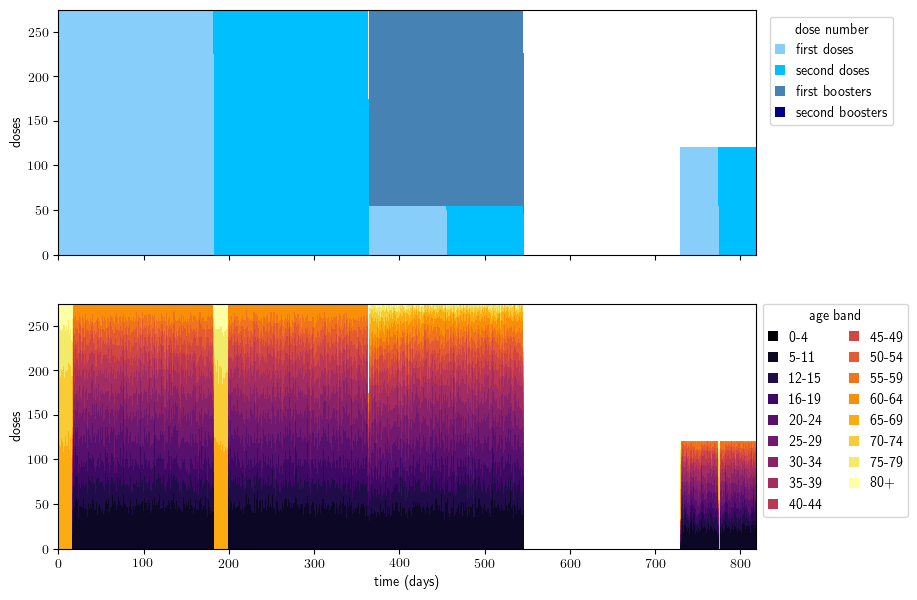 250
200
150
100
50
0
doses
dose number
first doses
second doses
first boosters
second boosters
250
200
150
100
50
0
doses
0 100 200 300 400 500 600 700 800
time (days)
age band
0-4 45-49
5-11 50-54
12-15 55-59
16-19 60-64
20-24 65-69
25-29 70-74
30-34 75-79
35-39 80+
40-44